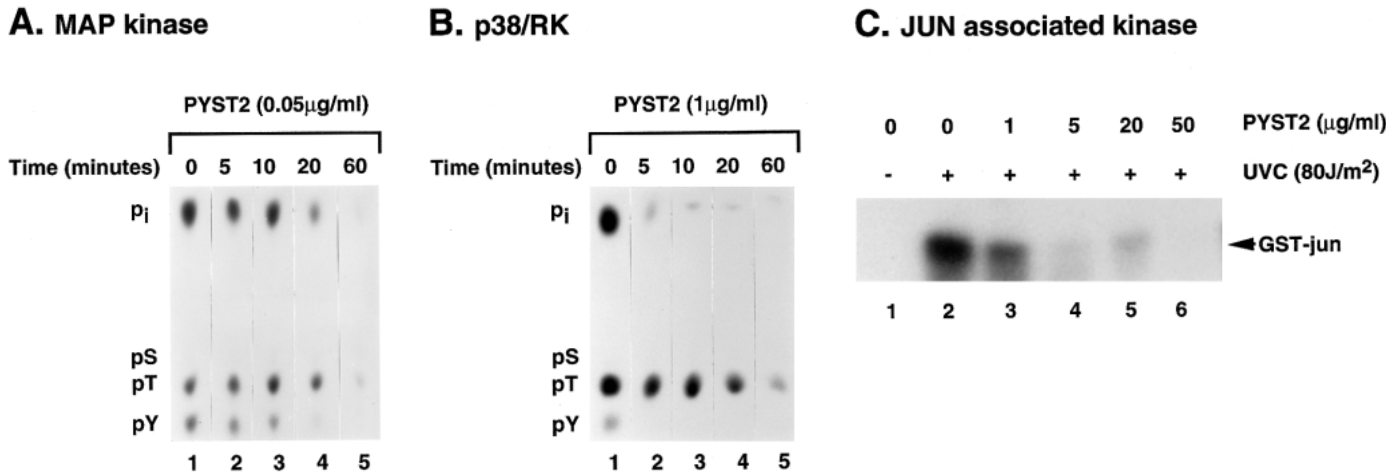 A. MAP kinase
PYST2 (0.05μg/ml)
Time (minutes) 0 5 10 20 60
pi
pS
pT
pY
1 2 3 4 5
B. p38/RK
PYST2 (1μg/ml)
Time (minutes) 0 5 10 20 60
pi
pS
pT
pY
1 2 3 4 5
C. JUN associated kinase
0 0 1 5 20 50 PYST2 (μg/ml)
- + + + + + UVC (80J/m²)
GST-jun
1 2 3 4 5 6